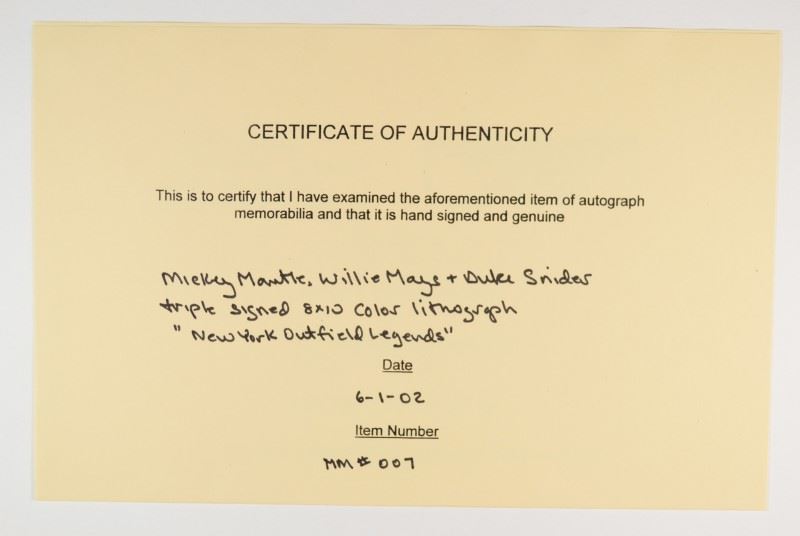 CERTIFICATE OF AUTHENTICITY
This is to certify that I have examined the aforementioned item of autograph
memorabilia and that it is hand signed and genuine
Mickey Mantle, Willie Mays + Duke Snider
triple signed 8x10 color lithograph
"New York Outfield Legends"
Date
6-1-02
Item Number
MM# 007